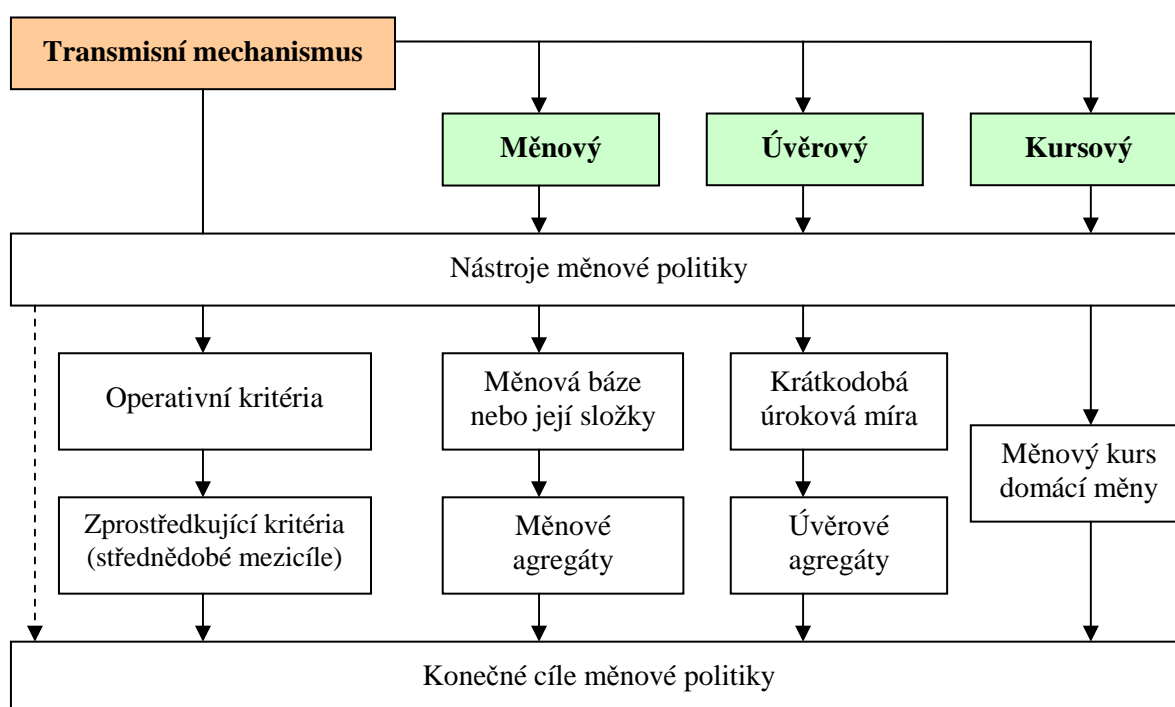 Transmisní mechanismus
Měnový
Úvěrový
Kursový
Nástroje měnové politiky
Operativní kritéria
Měnová báze
nebo její složky
Krátkodobá
úroková míra
Měnový kurs
domácí měny
Zprostředkující kritéria
(střednědobé mezicíle)
Měnové
agregáty
Úvěrové
agregáty
Konečné cíle měnové politiky